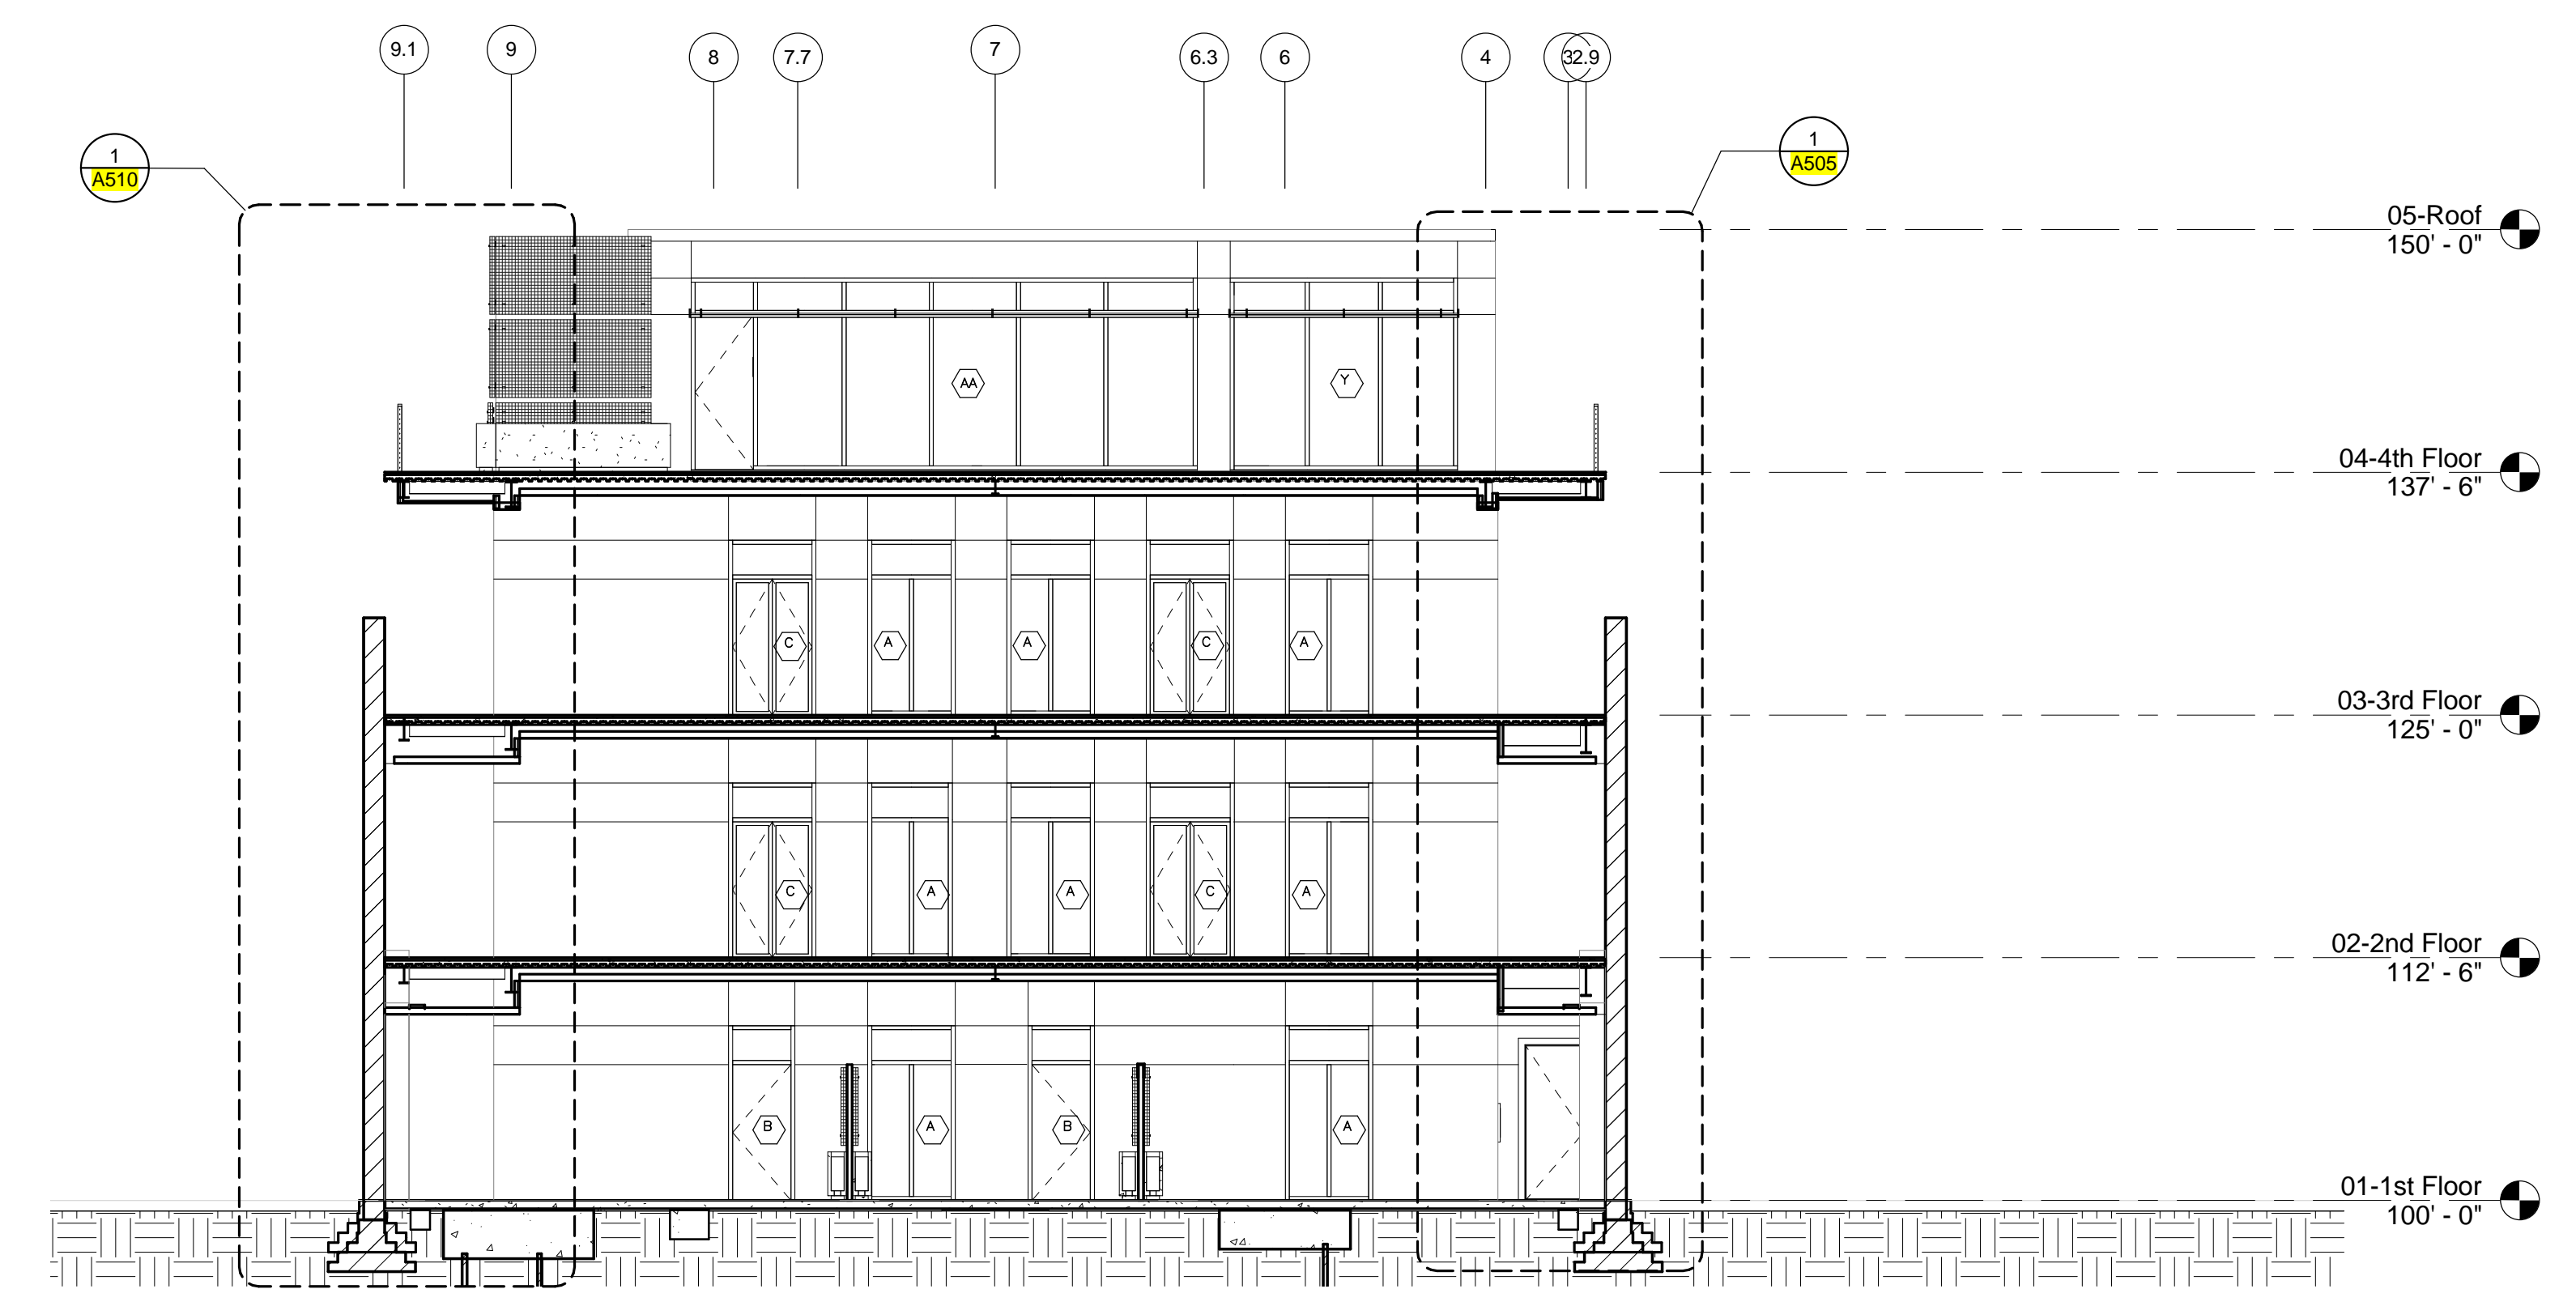 9.1
9
8
7.7
7
6.3
6
4
3
2.9
1
A510
1
A505
05-Roof
150' - 0"
AA
Y
04-4th Floor
137' - 6"
C
A
A
C
A
03-3rd Floor
125' - 0"
C
A
A
C
A
02-2nd Floor
112' - 6"
B
A
B
A
01-1st Floor
100' - 0"